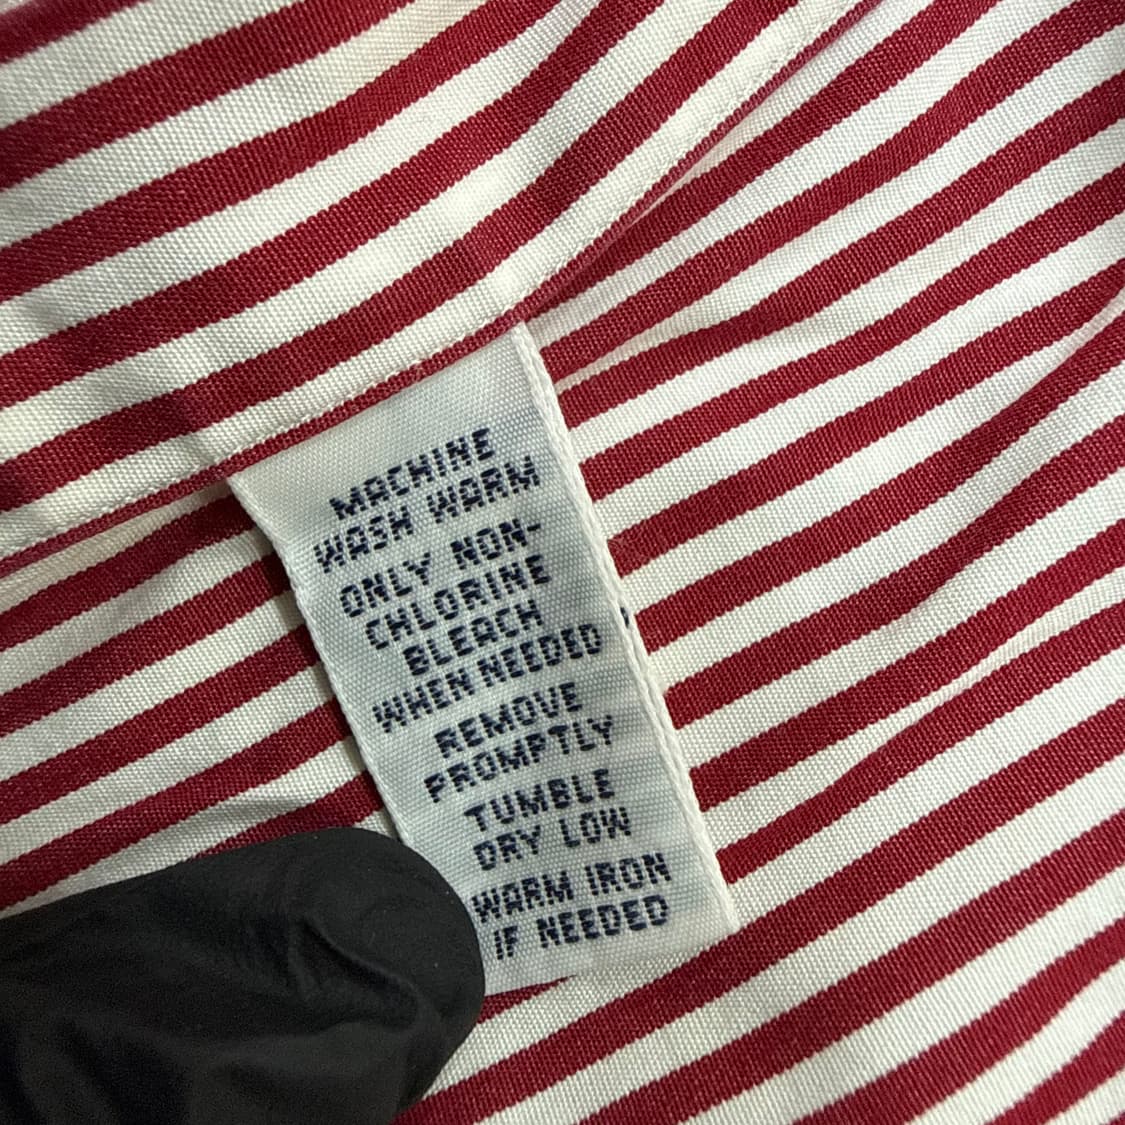 MACHINE
WASH WARM
ONLY NON-
CHLORINE
BLEACH
WHEN NEEDED
REMOVE
PROMPTLY
TUMBLE
DRY LOW
WARM IRON
IF NEEDED